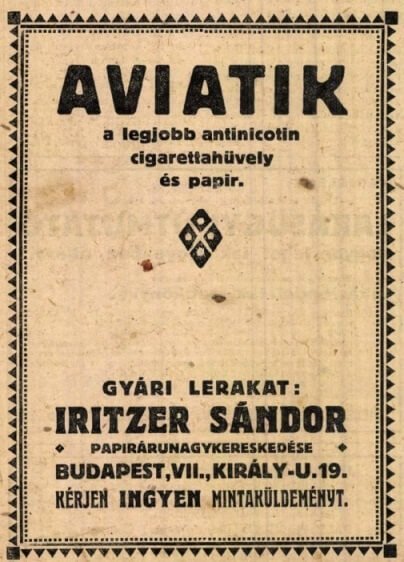 AVIATIK
a legjobb antinicotin
cigarettahüvely
és papir.
GYÁRI LERAKAT:
IRITZER SÁNDOR
PAPIRÁRUNAGYKERESKEDÉSE
BUDAPEST, VII., KIRÁLY-U. 19.
KÉRJEN INGYEN MINTAKÜLDEMÉNYT.